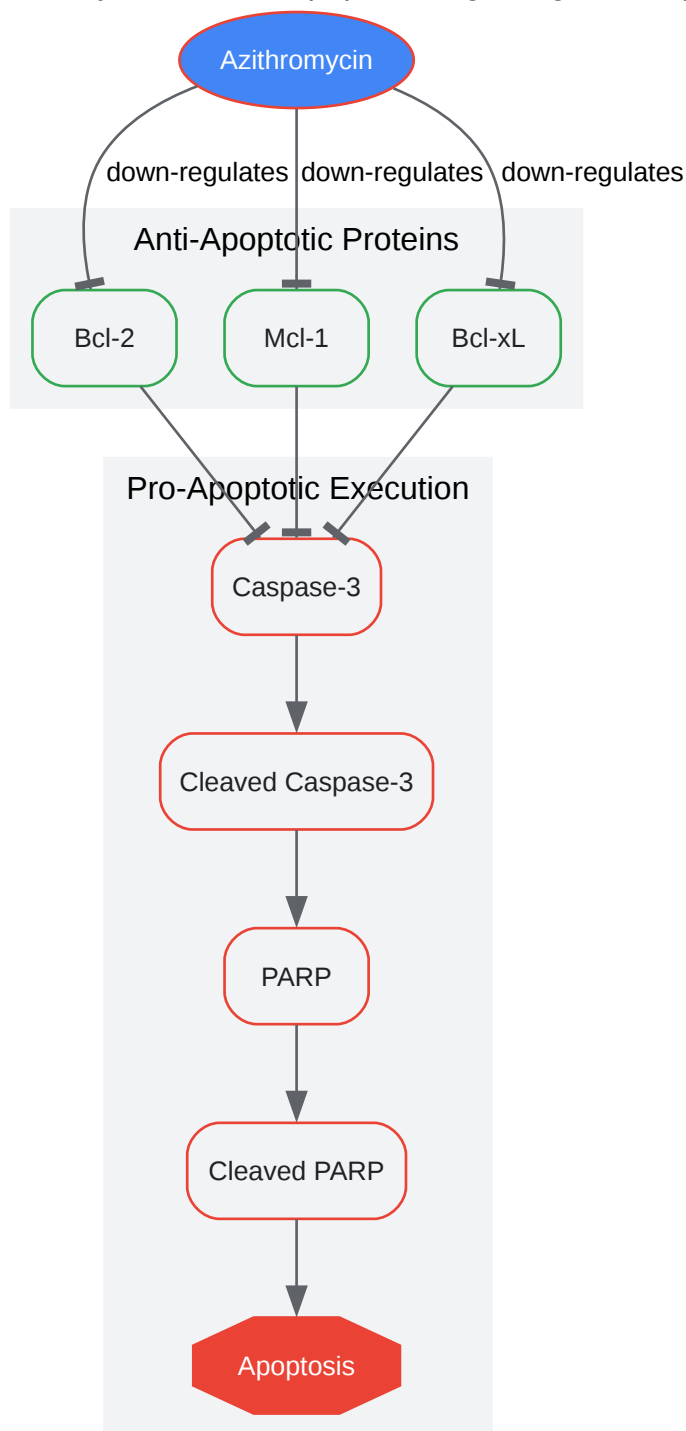 Azithromycin
down-regulates down-regulates down-regulates
Anti-Apoptotic Proteins
Bcl-2 Mcl-1 Bcl-xL
Pro-Apoptotic Execution
Caspase-3
Cleaved Caspase-3
PARP
Cleaved PARP
Apoptosis